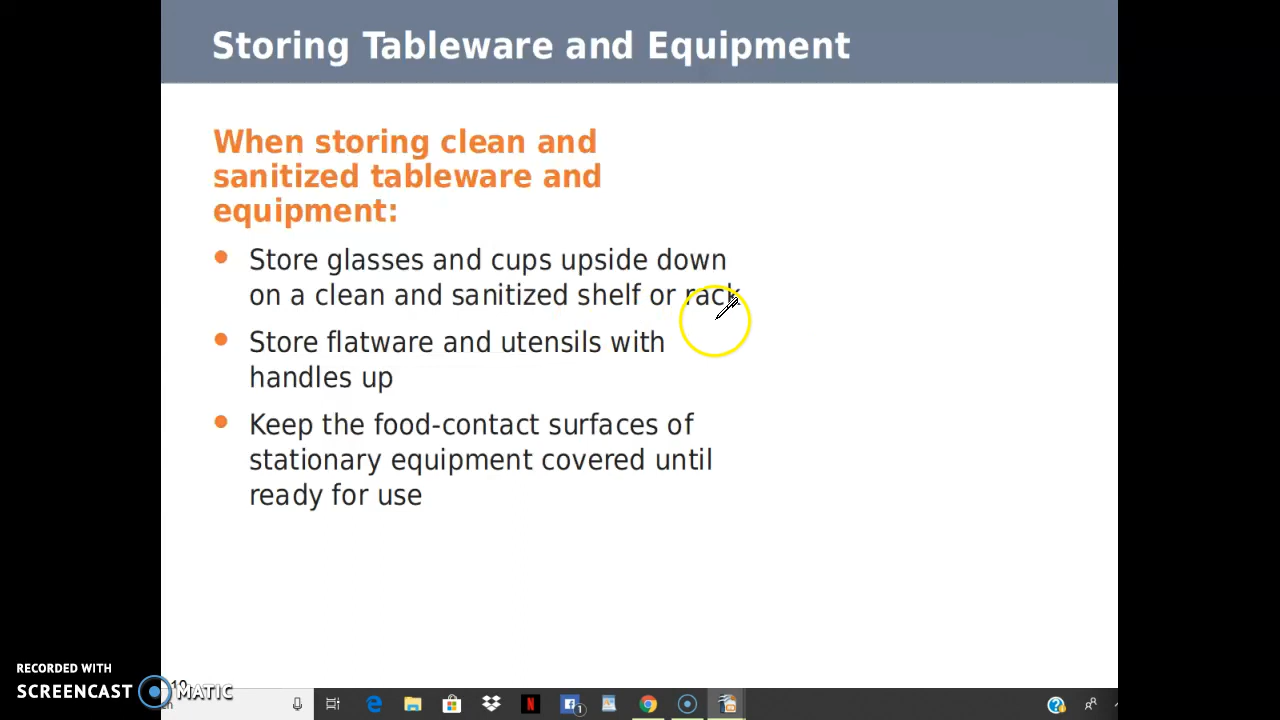 Storing Tableware and Equipment
When storing clean and
sanitized tableware and
equipment:
Store glasses and cups upside down
on a clean and sanitized shelf or rack
Store flatware and utensils with
handles up
Keep the food-contact surfaces of
stationary equipment covered until
ready for use
RECORDED WITH
SCREENCAST MATIC